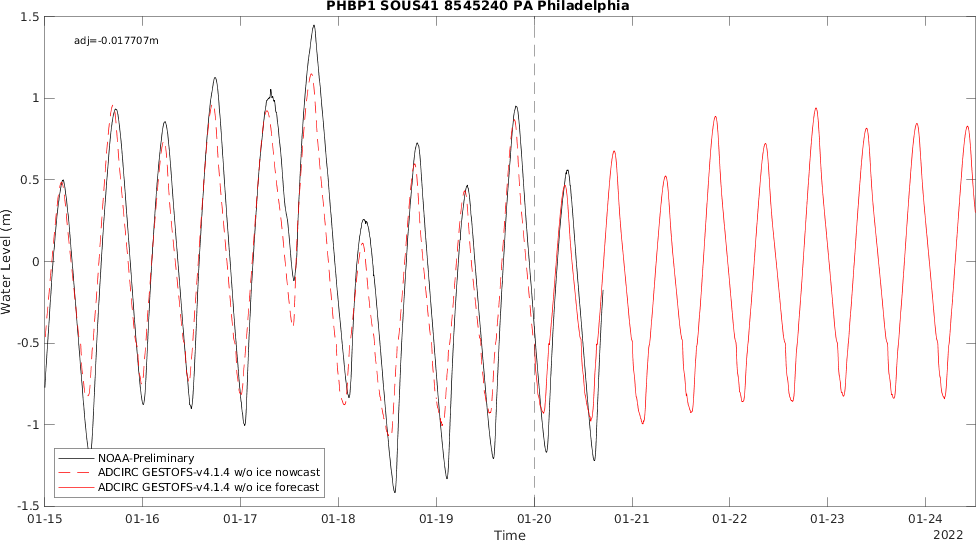 PHBP1 SOUS41 8545240 PA Philadelphia
adj=-0.017707m
Water Level (m)
1.5
1
0.5
0
-0.5
-1
-1.5
NOAA-Preliminary
ADCIRC GESTOFS-v4.1.4 w/o ice nowcast
ADCIRC GESTOFS-v4.1.4 w/o ice forecast
01-15 01-16 01-17 01-18 01-19 01-20 01-21 01-22 01-23 01-24
Time
2022